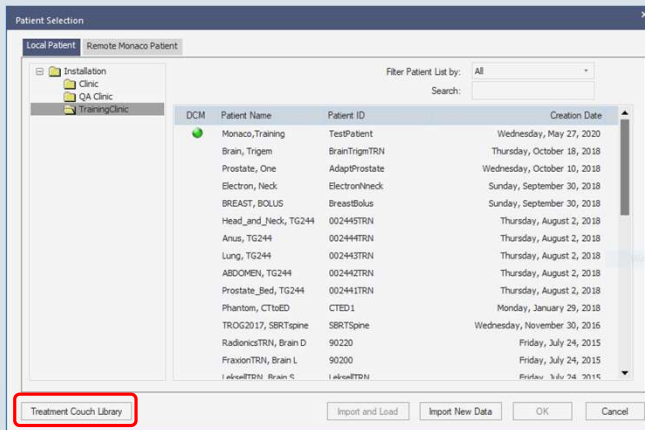 Patient Selection
Local Patient Remote Monaco Patient
Installation
Clinic
QA Clinic
TrainingClinic
Filter Patient List by: All
Search:
DCM Patient Name Patient ID Creation Date
Monaco,Training TestPatient Wednesday, May 27, 2020
Brain, Trigem BrainTrigmTRN Thursday, October 18, 2018
Prostate, One AdaptProstate Wednesday, October 10, 2018
Electron, Neck ElectronNneck Sunday, September 30, 2018
BREAST, BOLUS BreastBolus Sunday, September 30, 2018
Head_and_Neck, TG244 002445TRN Thursday, August 2, 2018
Anus, TG244 002444TRN Thursday, August 2, 2018
Lung, TG244 002443TRN Thursday, August 2, 2018
ABDOMEN, TG244 002442TRN Thursday, August 2, 2018
Prostate_Bed, TG244 002441TRN Thursday, August 2, 2018
Phantom, CTtoED CTED1 Monday, January 29, 2018
TROG2017, SBRTspine SBRTSpine Wednesday, November 30, 2016
RadionicsTRN, Brain D 90220 Friday, July 24, 2015
FraxionTRN, Brain L 90200 Friday, July 24, 2015
LeksellTRN, Brain S LeksellTRN Friday, July 24, 2015
Treatment Couch Library Import and Load Import New Data OK Cancel